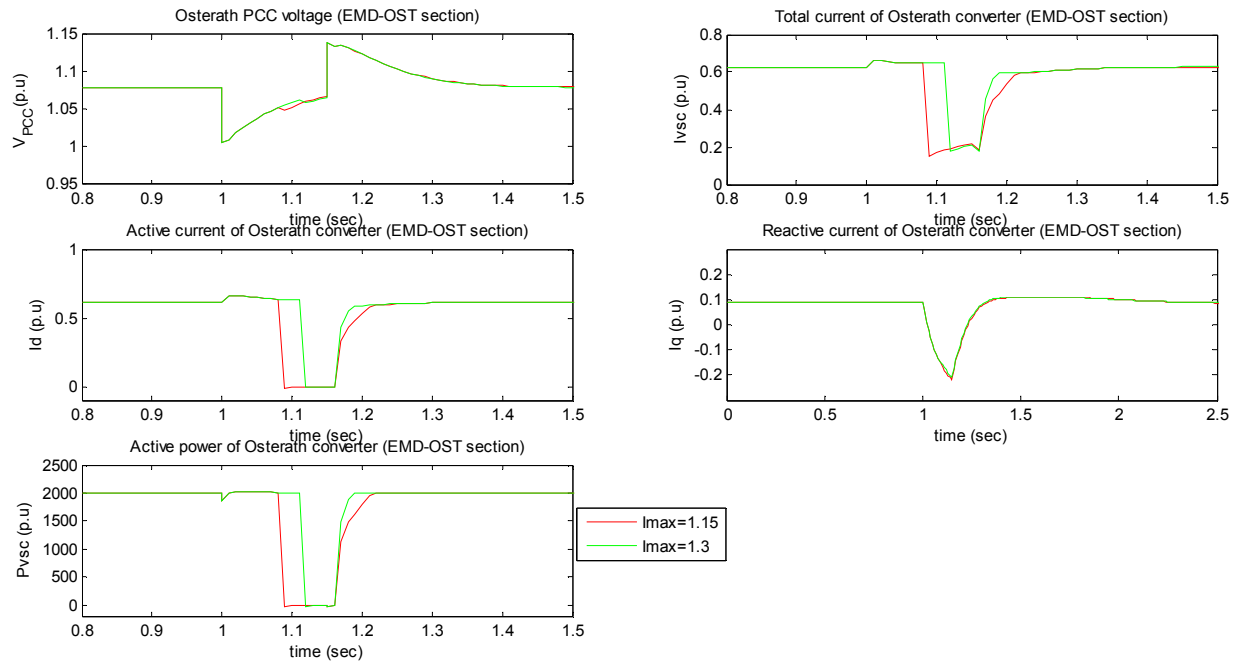 Osterath PCC voltage (EMD-OST section)
1.15
1.1
1.05
1
0.95
V_PCC(p.u)
0.8 0.9 1 1.1 1.2 1.3 1.4 1.5
time (sec)
Total current of Osterath converter (EMD-OST section)
0.8
0.6
0.4
0.2
0
Ivsc (p.u)
0.8 0.9 1 1.1 1.2 1.3 1.4 1.5
time (sec)
Active current of Osterath converter (EMD-OST section)
1
0.5
0
Id (p.u)
0.8 0.9 1 1.1 1.2 1.3 1.4 1.5
time (sec)
Reactive current of Osterath converter (EMD-OST section)
0.2
0.1
0
-0.1
-0.2
Iq (p.u)
0 0.5 1 1.5 2 2.5
time (sec)
Active power of Osterath converter (EMD-OST section)
2500
2000
1500
1000
500
0
Pvsc (p.u)
0.8 0.9 1 1.1 1.2 1.3 1.4 1.5
time (sec)
Imax=1.15
Imax=1.3